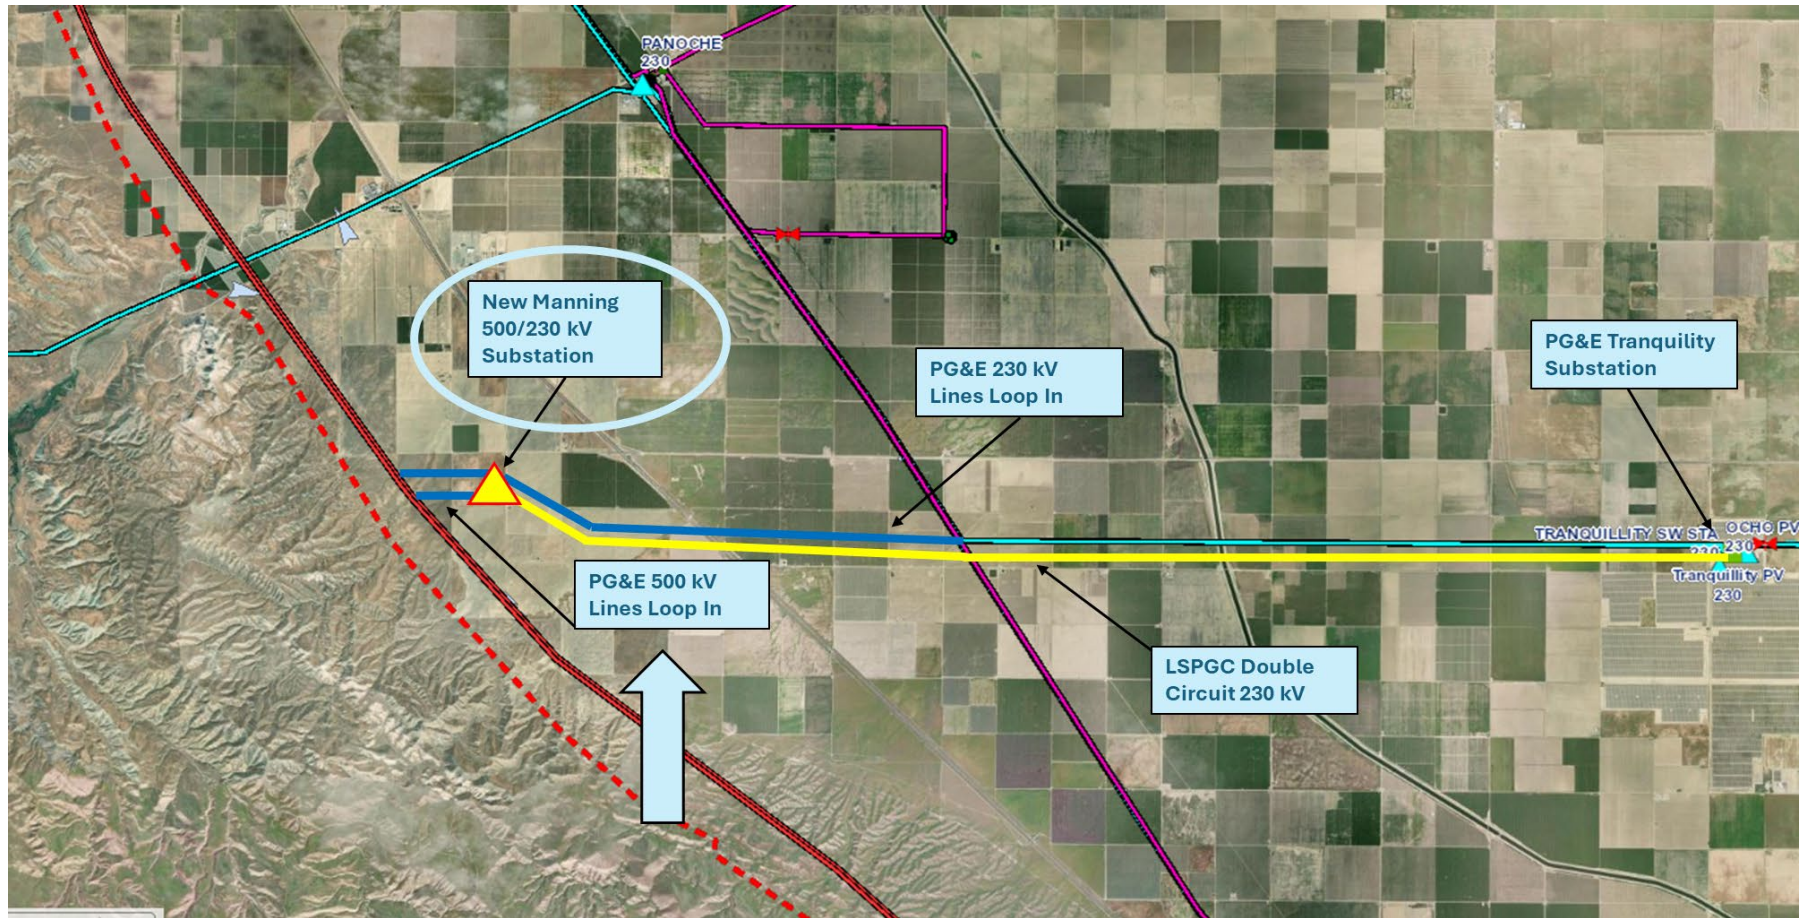 PANOCHE
230
New Manning
500/230 kV
Substation
PG&E 230 kV
Lines Loop In
PG&E Tranquility
Substation
TRANQUILLITY SW STA
230
OCHO PV
230
Tranquillity PV
230
PG&E 500 kV
Lines Loop In
LSPGC Double
Circuit 230 kV